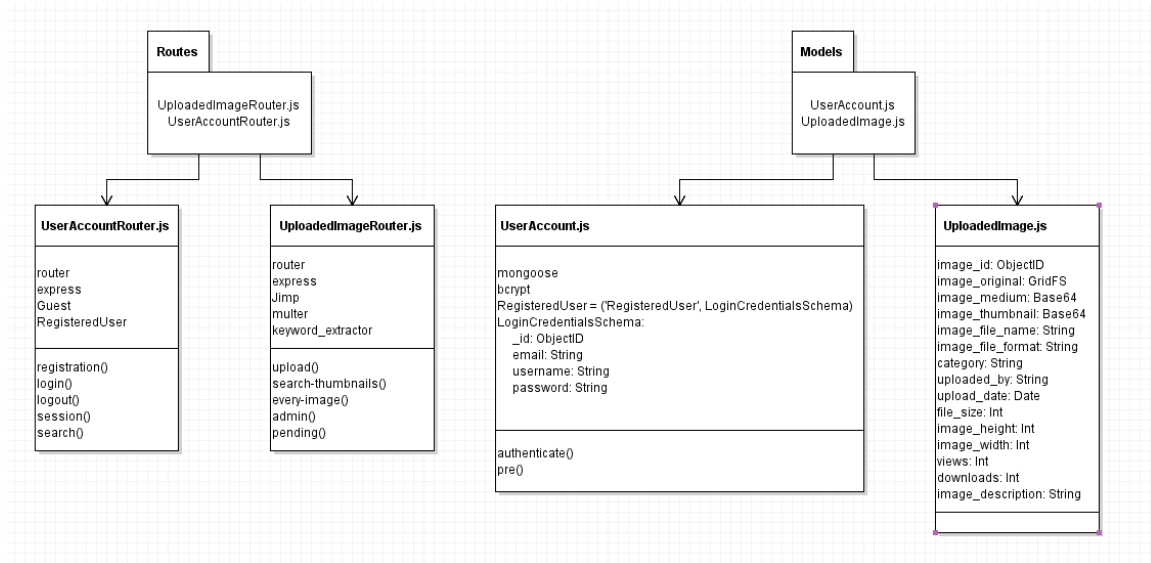 Routes
UploadedImageRouter.js
UserAccountRouter.js
Models
UserAccount.js
UploadedImage.js
UserAccountRouter.js
router
express
Guest
RegisteredUser
registration()
login()
logout()
session()
search()
UploadedImageRouter.js
router
express
Jimp
multer
keyword_extractor
upload()
search-thumbnails()
every-image()
admin()
pending()
UserAccount.js
mongoose
bcrypt
RegisteredUser = ('RegisteredUser', LoginCredentialsSchema)
LoginCredentialsSchema:
_id: ObjectID
email: String
username: String
password: String
authenticate()
pre()
UploadedImage.js
image_id: ObjectID
image_original: GridFS
image_medium: Base64
image_thumbnail: Base64
image_file_name: String
image_file_format: String
category: String
uploaded_by: String
upload_date: Date
file_size: Int
image_height: Int
image_width: Int
views: Int
downloads: Int
image_description: String